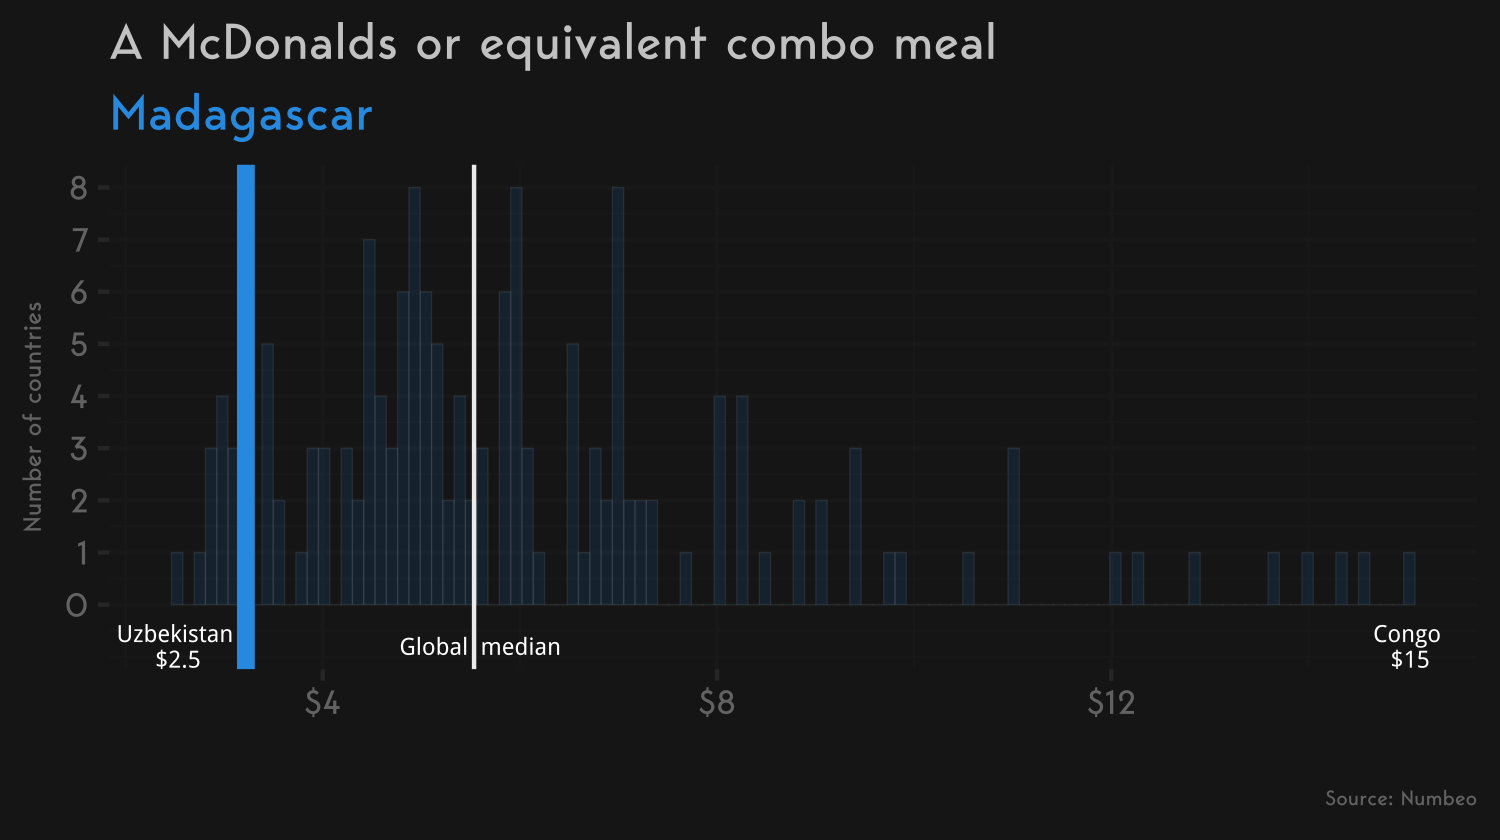 A McDonalds or equivalent combo meal
Madagascar
Number of countries
8
7
6
5
4
3
2
1
0
Uzbekistan
$2.5
Global median
Congo
$15
$4
$8
$12
Source: Numbeo